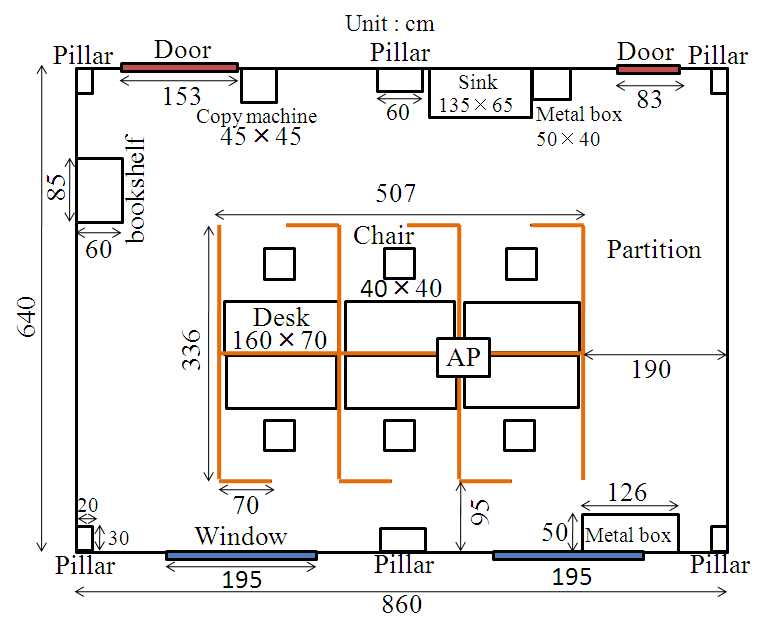 Unit : cm
Pillar
Door
Pillar
Door
Pillar
153
Copy machine
45×45
60
Sink
135×65
Metal box
50×40
83
85
bookshelf
60
507
Chair
40×40
Partition
640
336
Desk
160×70
AP
190
70
95
126
20
30
50
Metal box
Window
Pillar
Pillar
Pillar
195
195
860